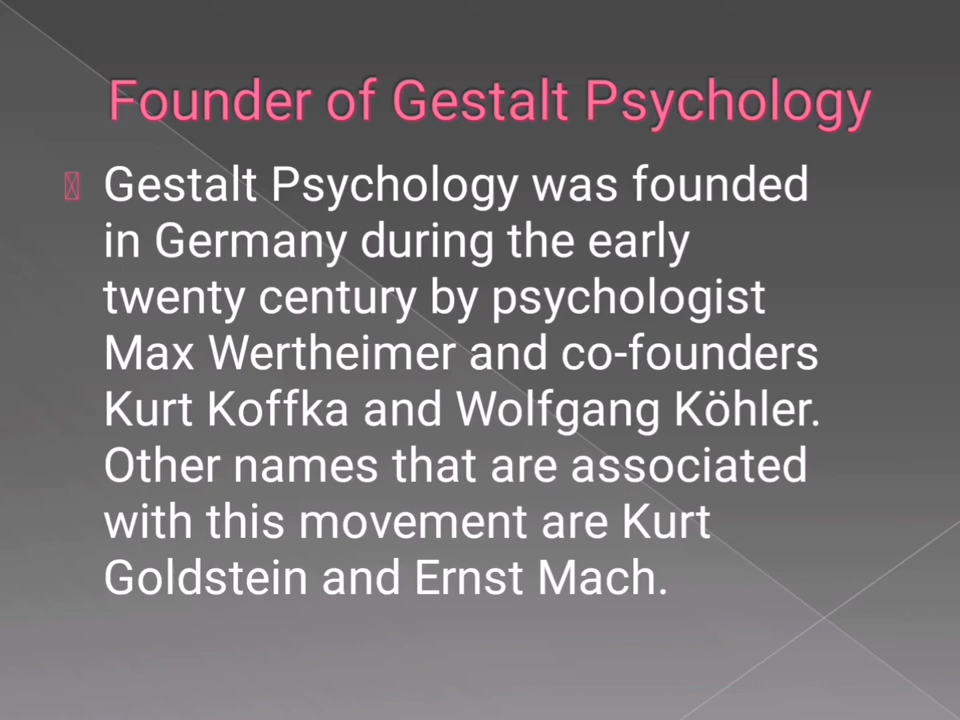 Founder of Gestalt Psychology
Gestalt Psychology was founded
in Germany during the early
twenty century by psychologist
Max Wertheimer and co-founders
Kurt Koffka and Wolfgang Köhler.
Other names that are associated
with this movement are Kurt
Goldstein and Ernst Mach.